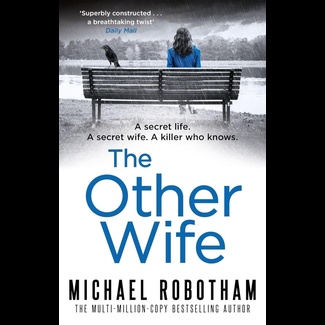 'Superbly constructed . . .
a breathtaking twist'
Daily Mail
A secret life.
A secret wife. A killer who knows.
The
Other
Wife
MICHAEL ROBOTHAM
THE MULTI-MILLION-COPY BESTSELLING AUTHOR